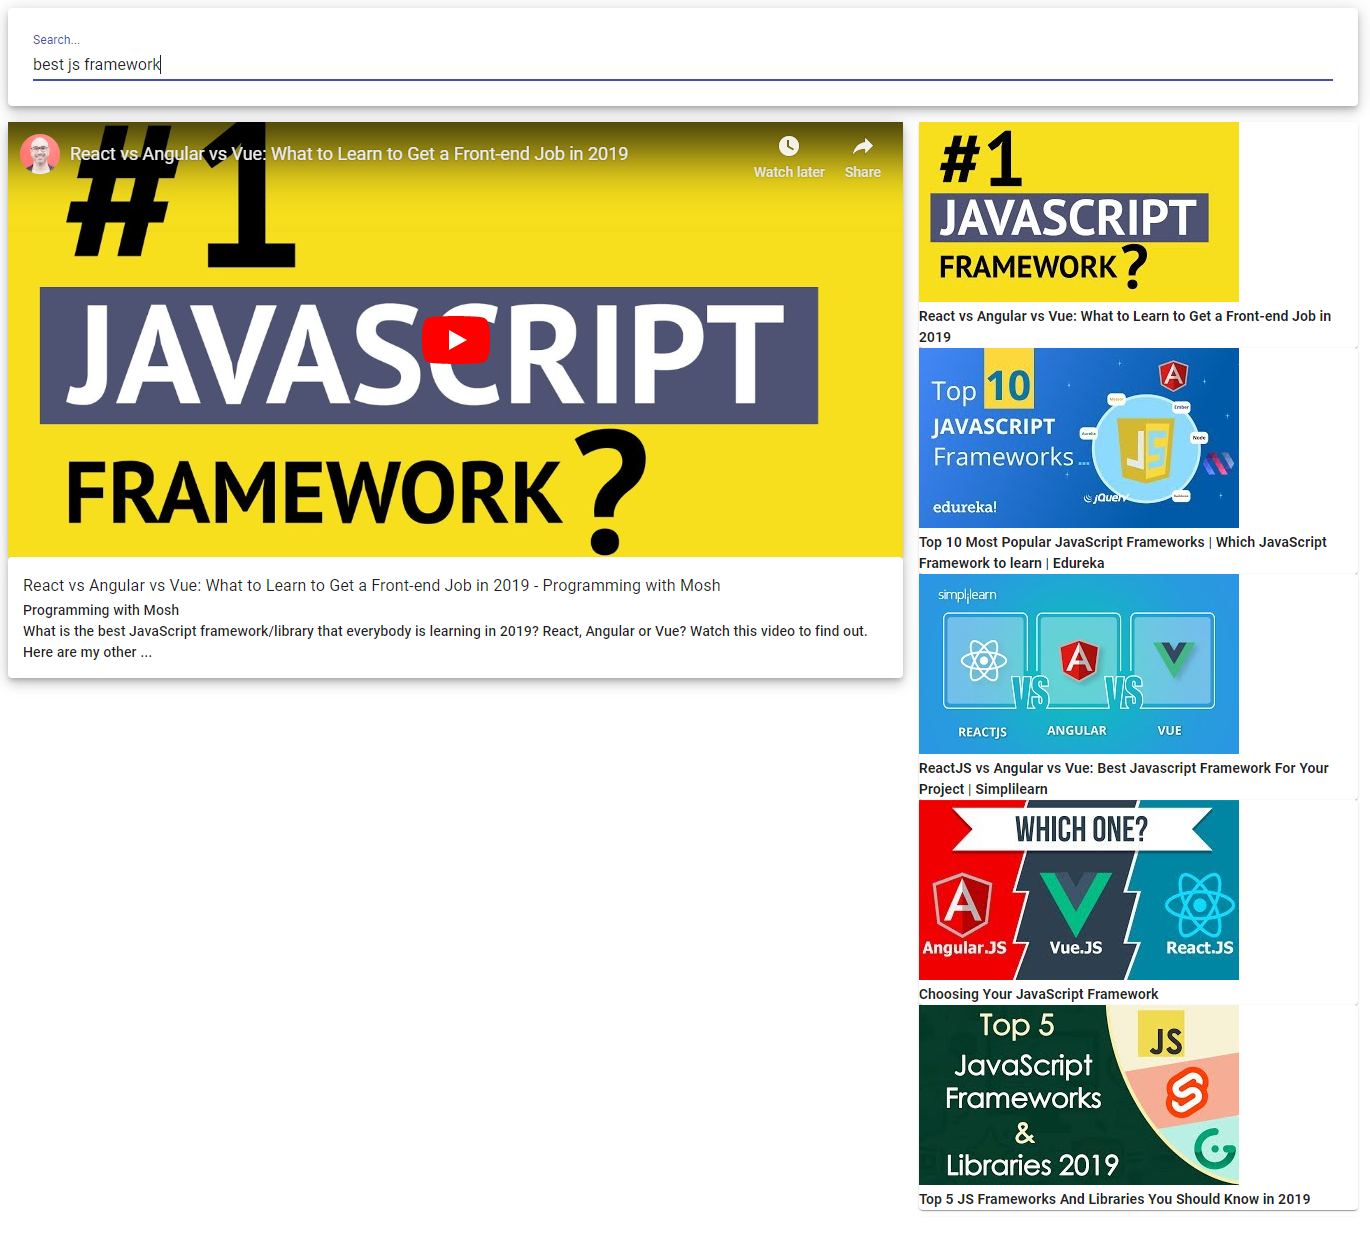 Search...
best js framework
React vs Angular vs Vue: What to Learn to Get a Front-end Job in 2019
Watch later
Share
#1
JAVASCRIPT
FRAMEWORK?
React vs Angular vs Vue: What to Learn to Get a Front-end Job in 2019 - Programming with Mosh
Programming with Mosh
What is the best JavaScript framework/library that everybody is learning in 2019? React, Angular or Vue? Watch this video to find out.
Here are my other ...
#1
JAVASCRIPT
FRAMEWORK?
React vs Angular vs Vue: What to Learn to Get a Front-end Job in
2019
Top 10
JAVASCRIPT
Frameworks ...
edureka!
A
Meteor
Ember
Aurelia
Node
JS
jQuery
Backbone
Top 10 Most Popular JavaScript Frameworks | Which JavaScript
Framework to learn | Edureka
simplilearn
A
VS VS
REACTJS ANGULAR VUE
ReactJS vs Angular vs Vue: Best Javascript Framework For Your
Project | Simplilearn
WHICH ONE?
A
Angular.JS Vue.JS React.JS
Choosing Your JavaScript Framework
Top 5
JavaScript
Frameworks
&
Libraries 2019
JS
Top 5 JS Frameworks And Libraries You Should Know in 2019